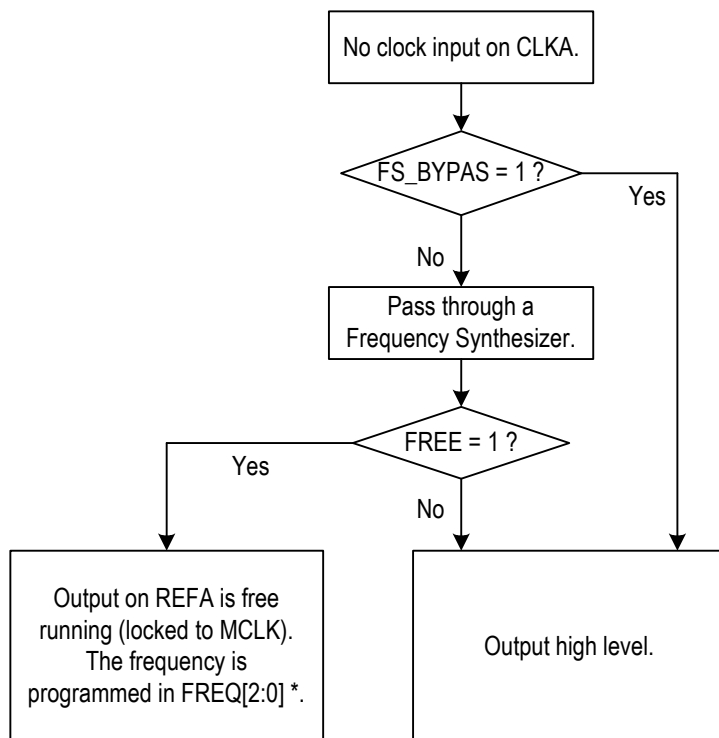 No clock input on CLKA.
FS_BYPAS = 1 ?
Yes
No
Pass through a
Frequency Synthesizer.
FREE = 1 ?
Yes
No
Output on REFA is free
running (locked to MCLK).
The frequency is
programmed in FREQ[2:0] *.
Output high level.